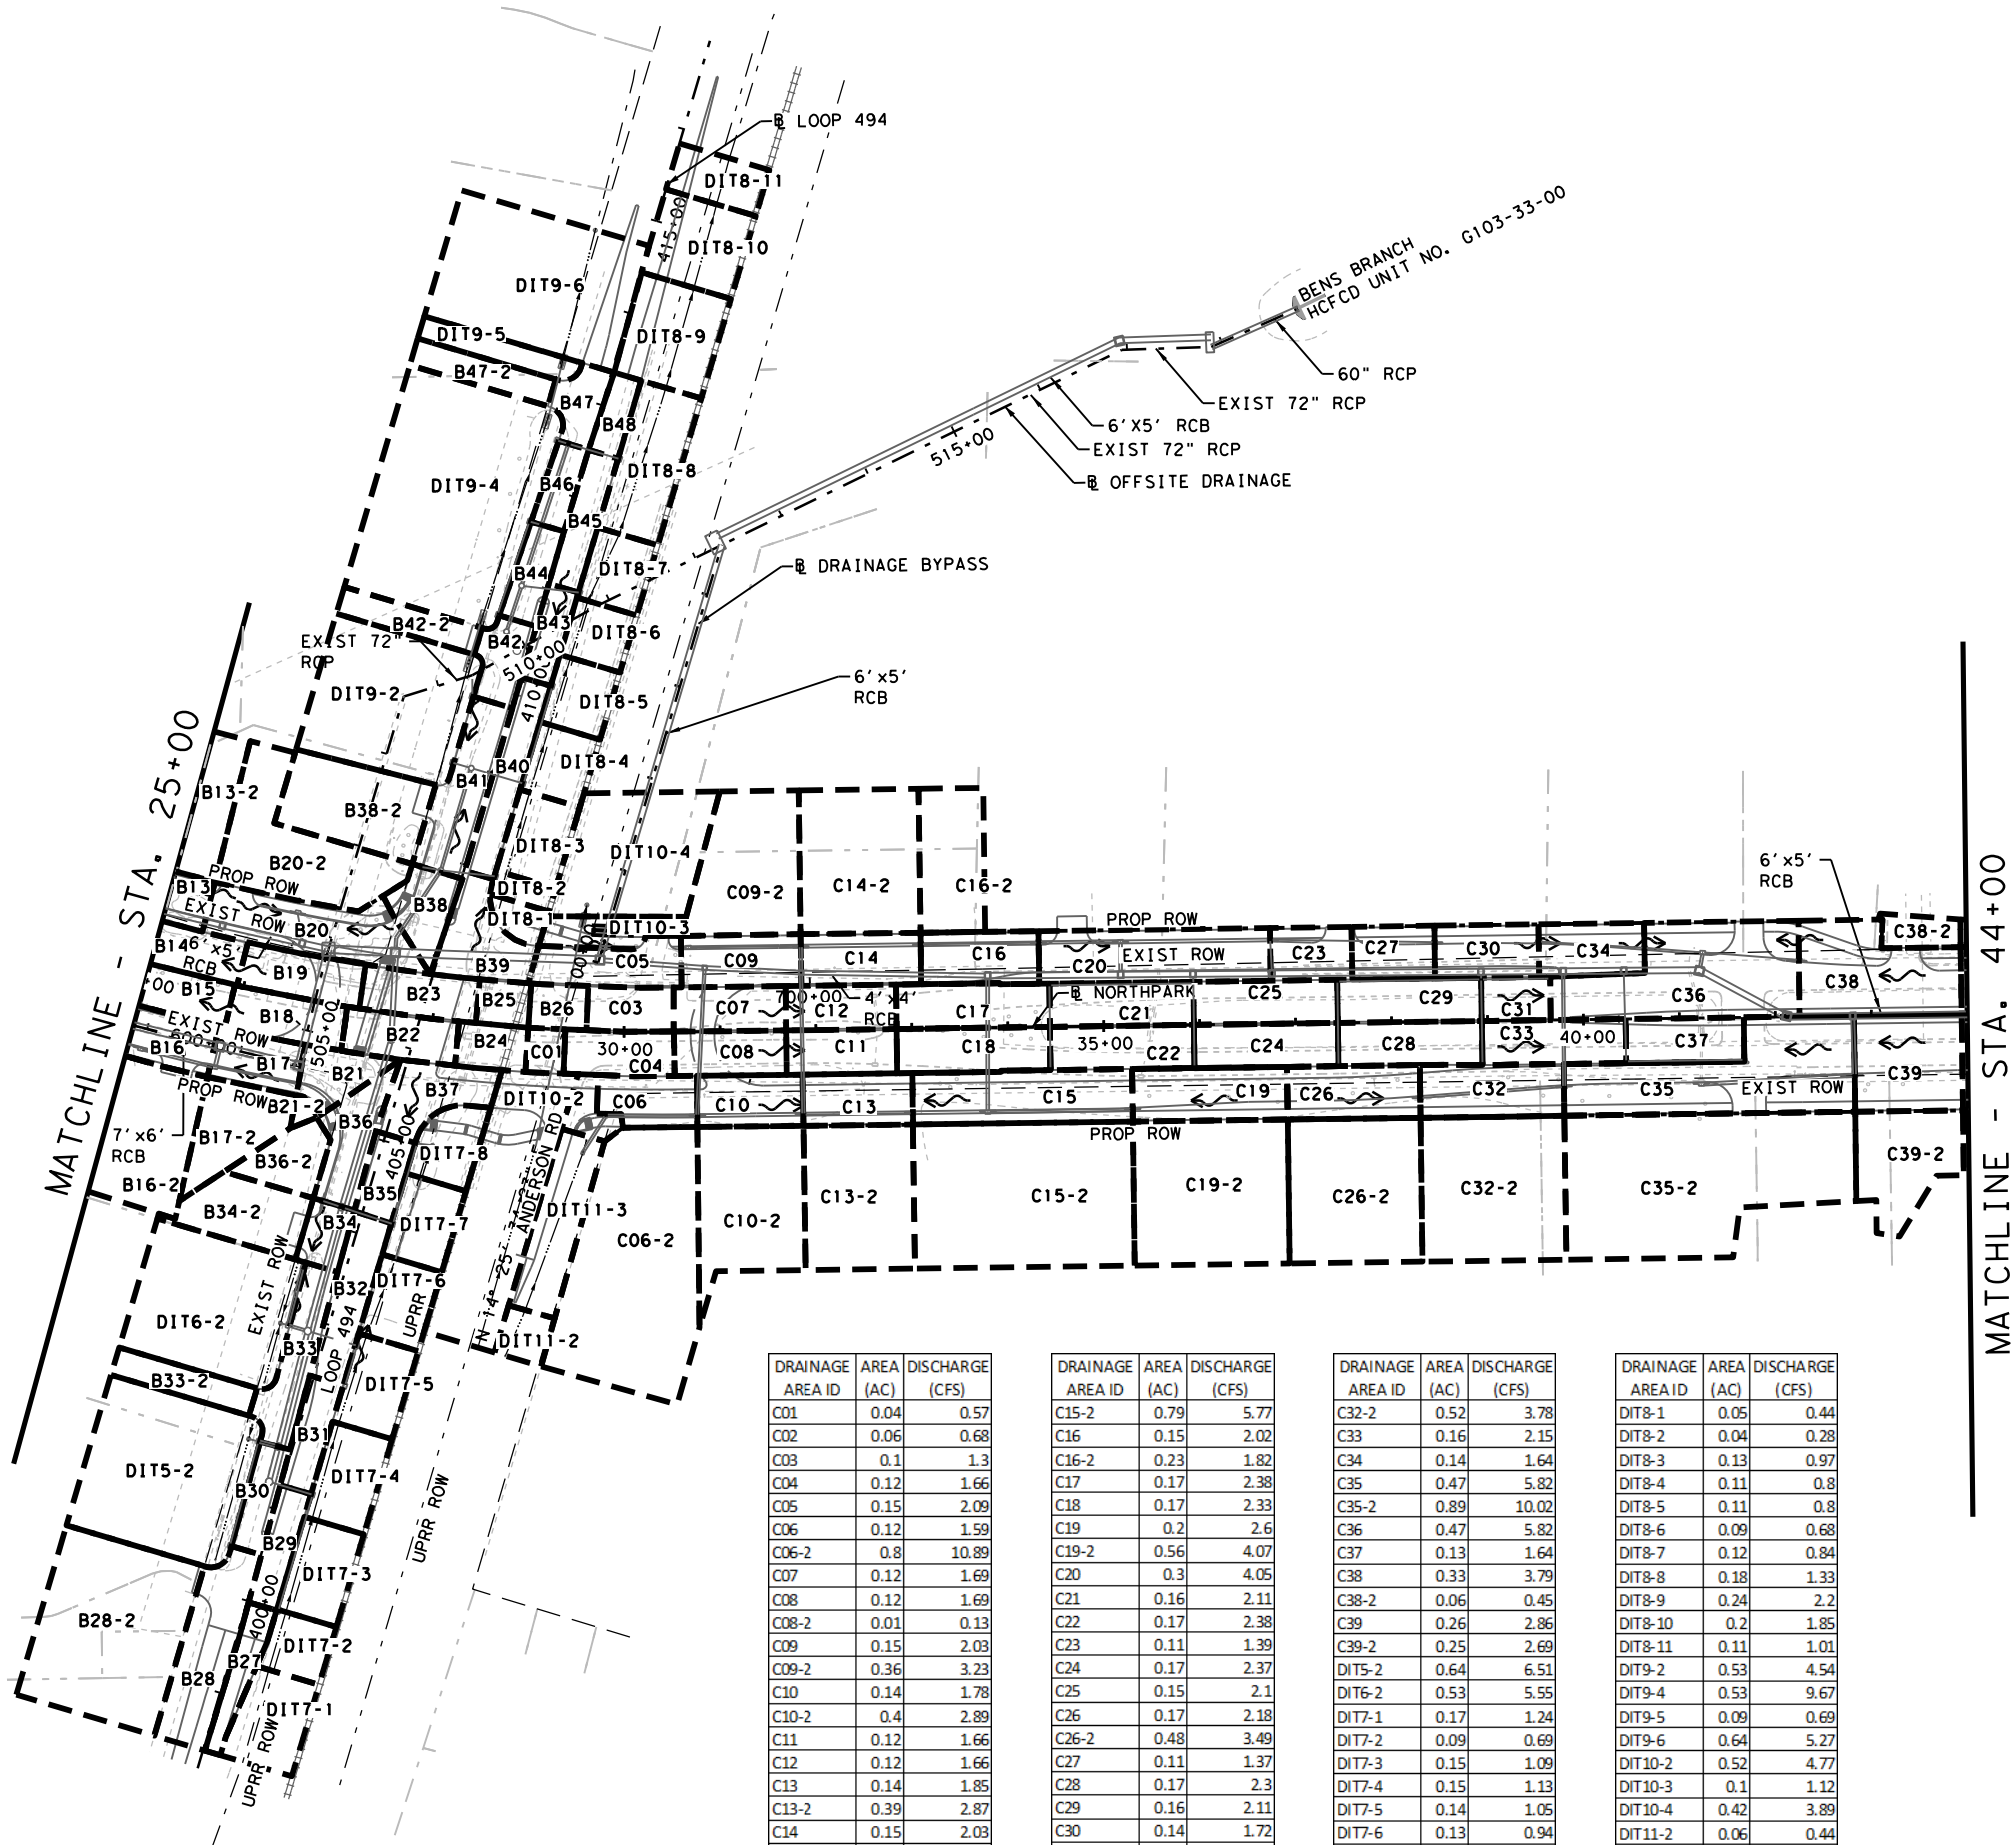 ℄ LOOP 494
DIT8-11
415+00
DIT8-10
DIT9-6
DIT8-9
DIT9-5
B47-2
B47
B48
DIT9-4
B46
DIT8-8
B45
B44
DIT8-7
B42-2
B42
B43
DIT8-6
EXIST 72"
RCP
510+00
DIT9-2
410+00
DIT8-5
DIT8-4
B40
B41
B13-2
B38-2
DIT8-3
DIT10-4
B20-2
DIT8-2
DIT8-1
DIT10-3
BENS BRANCH
HCFCD UNIT NO. G103-33-00
60" RCP
EXIST 72" RCP
6'X5' RCB
EXIST 72" RCP
℄ OFFSITE DRAINAGE
515+00
℄ DRAINAGE BYPASS
6'x5'
RCB
MATCHLINE - STA. 25+00
MATCHLINE - STA. 44+00
PROP ROW
B13
EXIST ROW
B20
B38
B14
6'x5'
RCB
B19
B39
B15
B23
B25
B26
B18
EXIST ROW
505+00
B22
B24
B16
B17
B21
PROP ROW
B21-2
B37
DIT10-2
7'x6'
RCB
B17-2
B36
B36-2
B16-2
B34-2
B34
B35
405+00
DIT7-8
DIT7-7
N 14° 25'
ANDERSON RD
DIT11-3
DIT11-2
C09-2
C14-2
C16-2
PROP ROW
EXIST ROW
C05
C09
C14
C16
C20
C23
C27
C30
C34
6'x5'
RCB
C38-2
C38
C03
C07
700+00
4'x4'
RCB
C12
C17
℄ NORTHPARK
C21
C25
C29
C31
C36
C01
30+00
C04
C08
C11
C18
35+00
C22
C24
C28
C33
40+00
C37
C06
C10
C13
C15
C19
C26
C32
C35
EXIST ROW
C39
PROP ROW
C06-2
C10-2
C13-2
C15-2
C19-2
C26-2
C32-2
C35-2
C39-2
DIT6-2
EXIST ROW
B33
B32
LOOP 494
DIT7-6
UPRR
B33-2
DIT7-5
B31
DIT5-2
B30
DIT7-4
UPRR ROW
B29
DIT7-3
400+00
B28-2
DIT7-2
B27
B28
DIT7-1
UPRR ROW
DRAINAGE AREA ID | AREA (AC) | DISCHARGE (CFS)
C01 0.04 0.57
C02 0.06 0.68
C03 0.1 1.3
C04 0.12 1.66
C05 0.15 2.09
C06 0.12 1.59
C06-2 0.8 10.89
C07 0.12 1.69
C08 0.12 1.69
C08-2 0.01 0.13
C09 0.15 2.03
C09-2 0.36 3.23
C10 0.14 1.78
C10-2 0.4 2.89
C11 0.12 1.66
C12 0.12 1.66
C13 0.14 1.85
C13-2 0.39 2.87
C14 0.15 2.03
DRAINAGE AREA ID | AREA (AC) | DISCHARGE (CFS)
C15-2 0.79 5.77
C16 0.15 2.02
C16-2 0.23 1.82
C17 0.17 2.38
C18 0.17 2.33
C19 0.2 2.6
C19-2 0.56 4.07
C20 0.3 4.05
C21 0.16 2.11
C22 0.17 2.38
C23 0.11 1.39
C24 0.17 2.37
C25 0.15 2.1
C26 0.17 2.18
C26-2 0.48 3.49
C27 0.11 1.37
C28 0.17 2.3
C29 0.16 2.11
C30 0.14 1.72
DRAINAGE AREA ID | AREA (AC) | DISCHARGE (CFS)
C32-2 0.52 3.78
C33 0.16 2.15
C34 0.14 1.64
C35 0.47 5.82
C35-2 0.89 10.02
C36 0.47 5.82
C37 0.13 1.64
C38 0.33 3.79
C38-2 0.06 0.45
C39 0.26 2.86
C39-2 0.25 2.69
DIT5-2 0.64 6.51
DIT6-2 0.53 5.55
DIT7-1 0.17 1.24
DIT7-2 0.09 0.69
DIT7-3 0.15 1.09
DIT7-4 0.15 1.13
DIT7-5 0.14 1.05
DIT7-6 0.13 0.94
DRAINAGE AREA ID | AREA (AC) | DISCHARGE (CFS)
DIT8-1 0.05 0.44
DIT8-2 0.04 0.28
DIT8-3 0.13 0.97
DIT8-4 0.11 0.8
DIT8-5 0.11 0.8
DIT8-6 0.09 0.68
DIT8-7 0.12 0.84
DIT8-8 0.18 1.33
DIT8-9 0.24 2.2
DIT8-10 0.2 1.85
DIT8-11 0.11 1.01
DIT9-2 0.53 4.54
DIT9-4 0.53 9.67
DIT9-5 0.09 0.69
DIT9-6 0.64 5.27
DIT10-2 0.52 4.77
DIT10-3 0.1 1.12
DIT10-4 0.42 3.89
DIT11-2 0.06 0.44